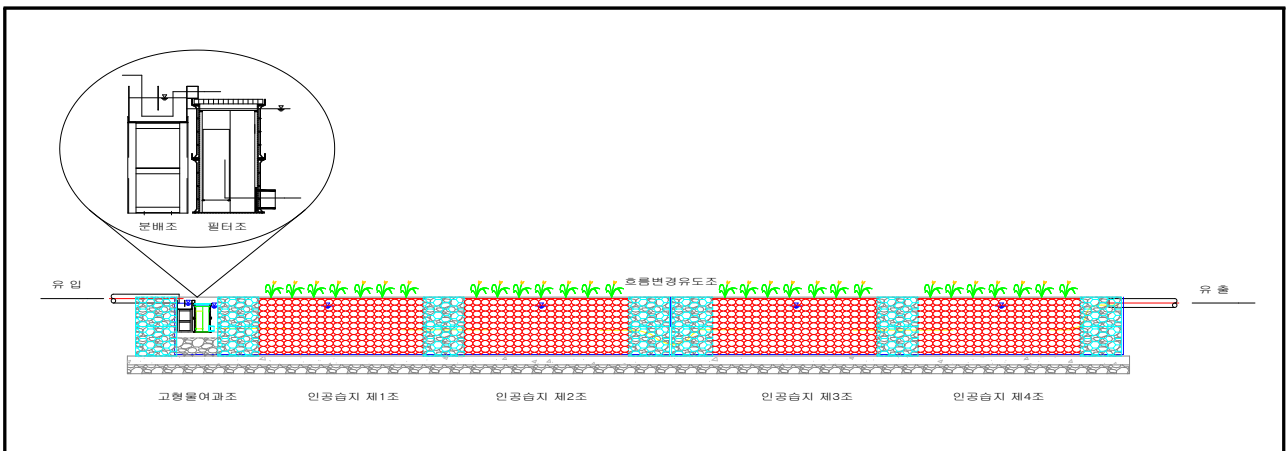 분배조 필터조
흐름변경유도조
유 입
유 출
고형물여과조 인공습지 제1조 인공습지 제2조 인공습지 제3조 인공습지 제4조